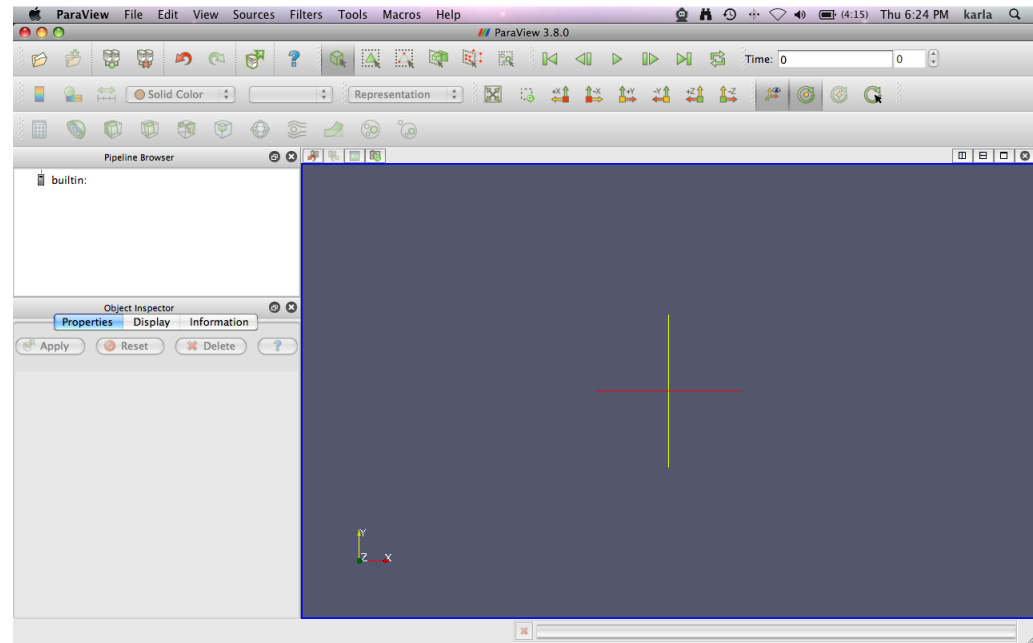 ParaView File Edit View Sources Filters Tools Macros Help (4:15) Thu 6:24 PM karla
ParaView 3.8.0
? Time: 0 0
Solid Color Representation +X -X +Y -Y +Z -Z
Pipeline Browser
builtin:
Object Inspector
Properties Display Information
Apply Reset Delete ?
Y
Z X